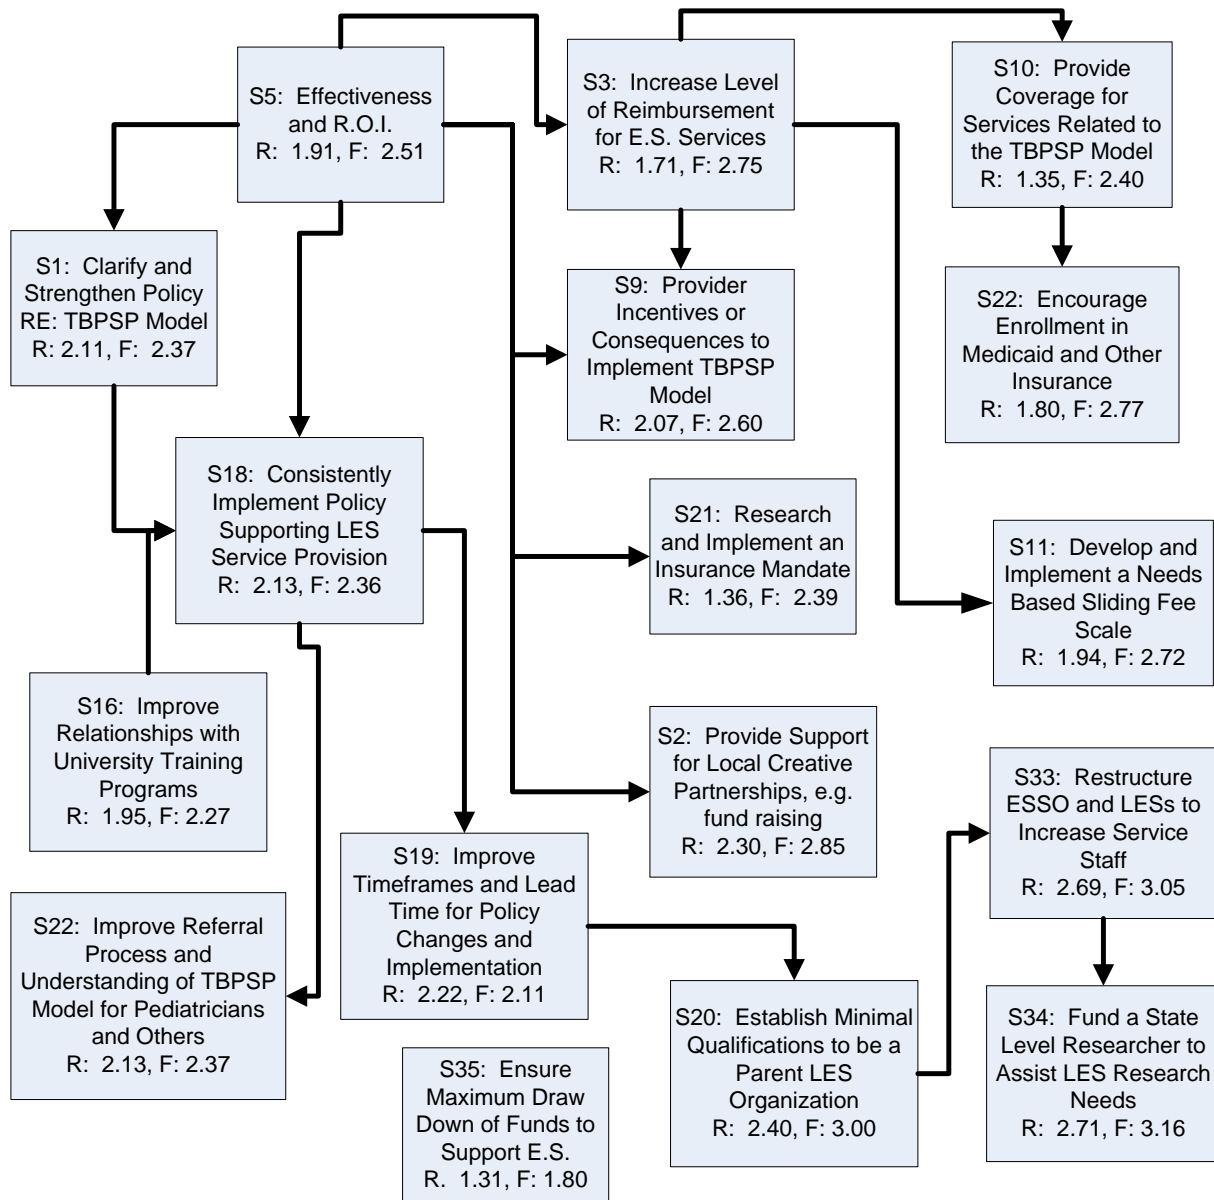 S5:  Effectiveness
and R.O.I.
R:  1.91, F:  2.51
S3:  Increase Level
of Reimbursement
for E.S. Services
R:  1.71, F: 2.75
S10:  Provide
Coverage for
Services Related to
the TBPSP Model
R:  1.35, F: 2.40
S1:  Clarify and
Strengthen Policy
RE: TBPSP Model
R: 2.11, F:  2.37
S9:  Provider
Incentives or
Consequences to
Implement TBPSP
Model
R:  2.07, F: 2.60
S22:  Encourage
Enrollment in
Medicaid and Other
Insurance
R:  1.80, F: 2.77
S18:  Consistently
Implement Policy
Supporting LES
Service Provision
R:  2.13, F: 2.36
S21:  Research
and Implement an
Insurance Mandate
R:  1.36, F:  2.39
S11:  Develop and
Implement a Needs
Based Sliding Fee
Scale
R:  1.94, F: 2.72
S16:  Improve
Relationships with
University Training
Programs
R:  1.95, F: 2.27
S2:  Provide Support
for Local Creative
Partnerships, e.g.
fund raising
R:  2.30, F: 2.85
S33:  Restructure
ESSO and LESs to
Increase Service
Staff
R:  2.69, F: 3.05
S19:  Improve
Timeframes and Lead
Time for Policy
Changes and
Implementation
R:  2.22, F: 2.11
S22:  Improve Referral
Process and
Understanding of TBPSP
Model for Pediatricians
and Others
R:  2.13, F: 2.37
S20:  Establish Minimal
Qualifications to be a
Parent LES
Organization
R:  2.40, F: 3.00
S34:  Fund a State
Level Researcher to
Assist LES Research
Needs
R:  2.71, F: 3.16
S35:  Ensure
Maximum Draw
Down of Funds to
Support E.S.
R.  1.31, F: 1.80